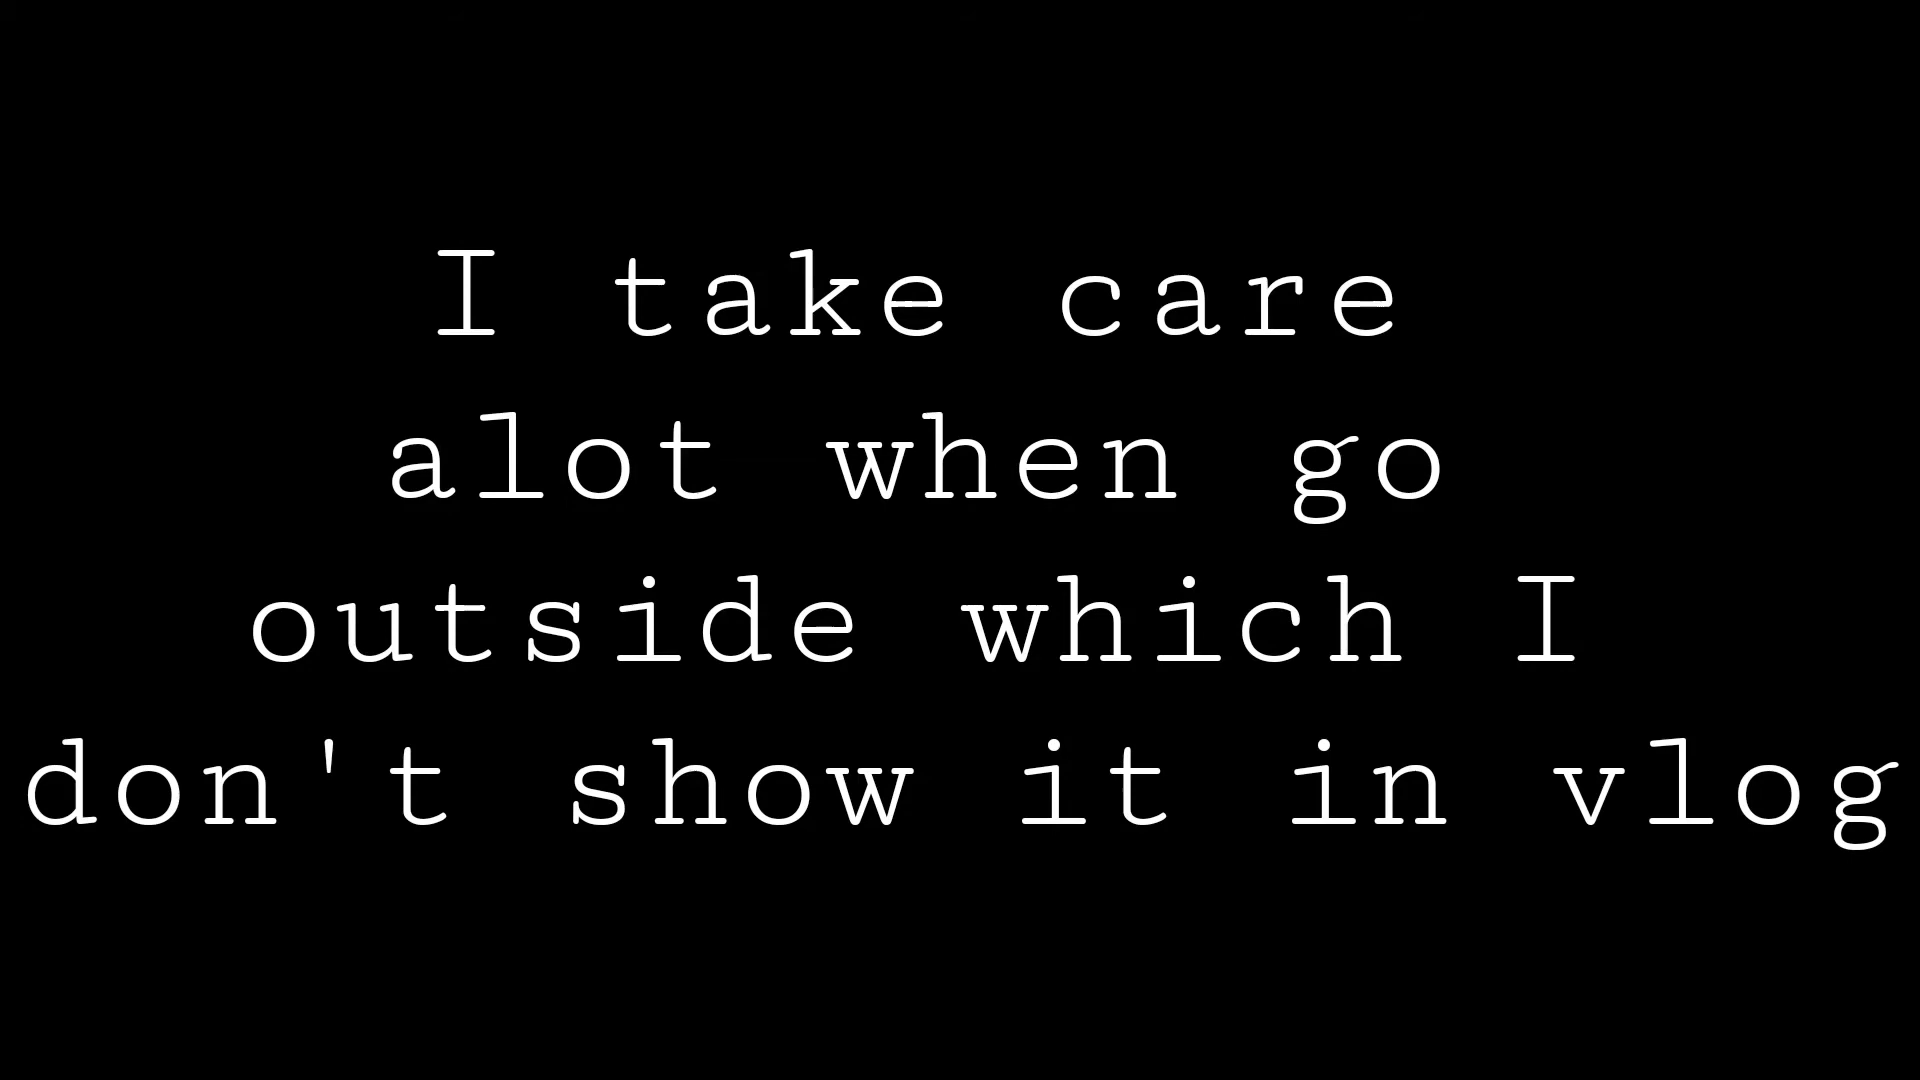 I take care
alot when go
outside which I
don't show it in vlog